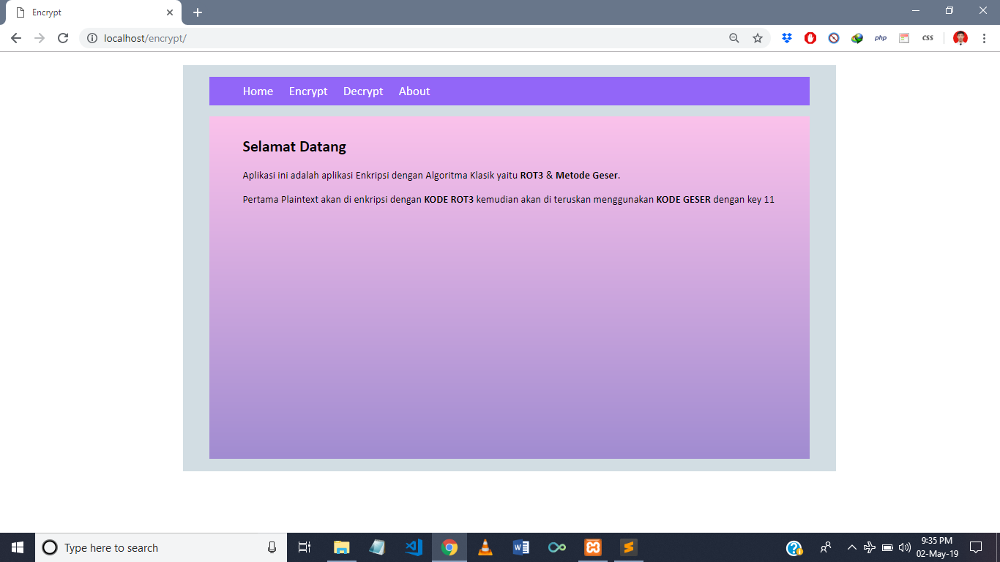 Encrypt
localhost/encrypt/
php
CSS
Home Encrypt Decrypt About
Selamat Datang
Aplikasi ini adalah aplikasi Enkripsi dengan Algoritma Klasik yaitu ROT3 & Metode Geser.
Pertama Plaintext akan di enkripsi dengan KODE ROT3 kemudian akan di teruskan menggunakan KODE GESER dengan key 11
Type here to search
9:35 PM
02-May-19